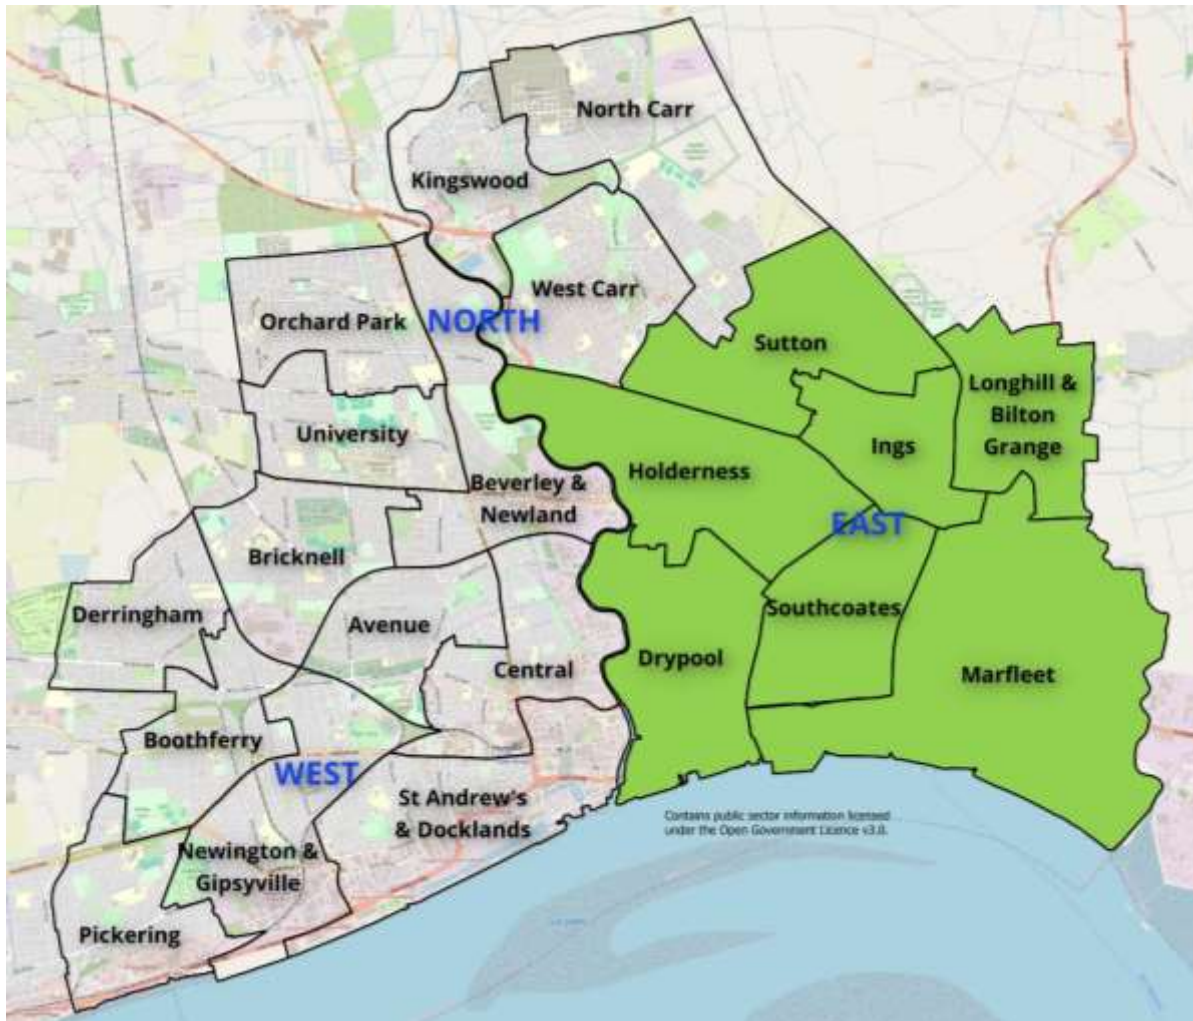 North Carr
Kingswood
West Carr
Orchard Park
NORTH
Sutton
Longhill &
Bilton
Grange
University
Ings
Holderness
Beverley &
Newland
EAST
Bricknell
Derringham
Avenue
Southcoates
Central
Drypool
Marfleet
Boothferry
WEST
St Andrew's
& Docklands
Contains public sector information licensed
under the Open Government Licence v3.0.
Newington &
Gipsyville
Pickering